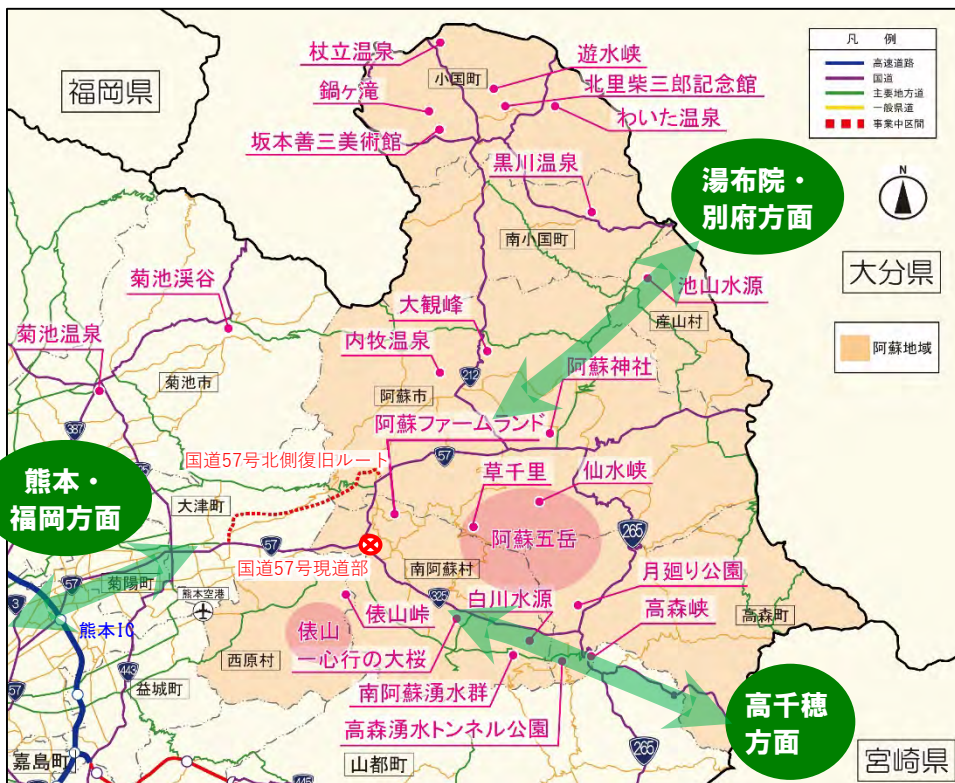 杖立温泉
遊水峡
小国町
北里柴三郎記念館
鍋ヶ滝
わいた温泉
坂本善三美術館
福岡県
凡 例
高速道路
国道
主要地方道
一般県道
事業中区間
N
黒川温泉
湯布院・
別府方面
南小国町
大分県
菊池渓谷
池山水源
大観峰
産山村
菊池温泉
内牧温泉
阿蘇地域
菊池市
212
阿蘇神社
阿蘇市
阿蘇ファームランド
387
57
国道57号北側復旧ルート
草千里
仙水峡
熊本・
福岡方面
大津町
265
阿蘇五岳
57
国道57号現道部
南阿蘇村
月廻り公園
57
菊陽町
325
白川水源
高森峡
高森町
3
熊本空港
俵山峠
熊本IC
俵山
一心行の大桜
西原村
443
57
益城町
南阿蘇湧水群
高千穂
方面
高森湧水トンネル公園
嘉島町
山都町
265
宮崎県